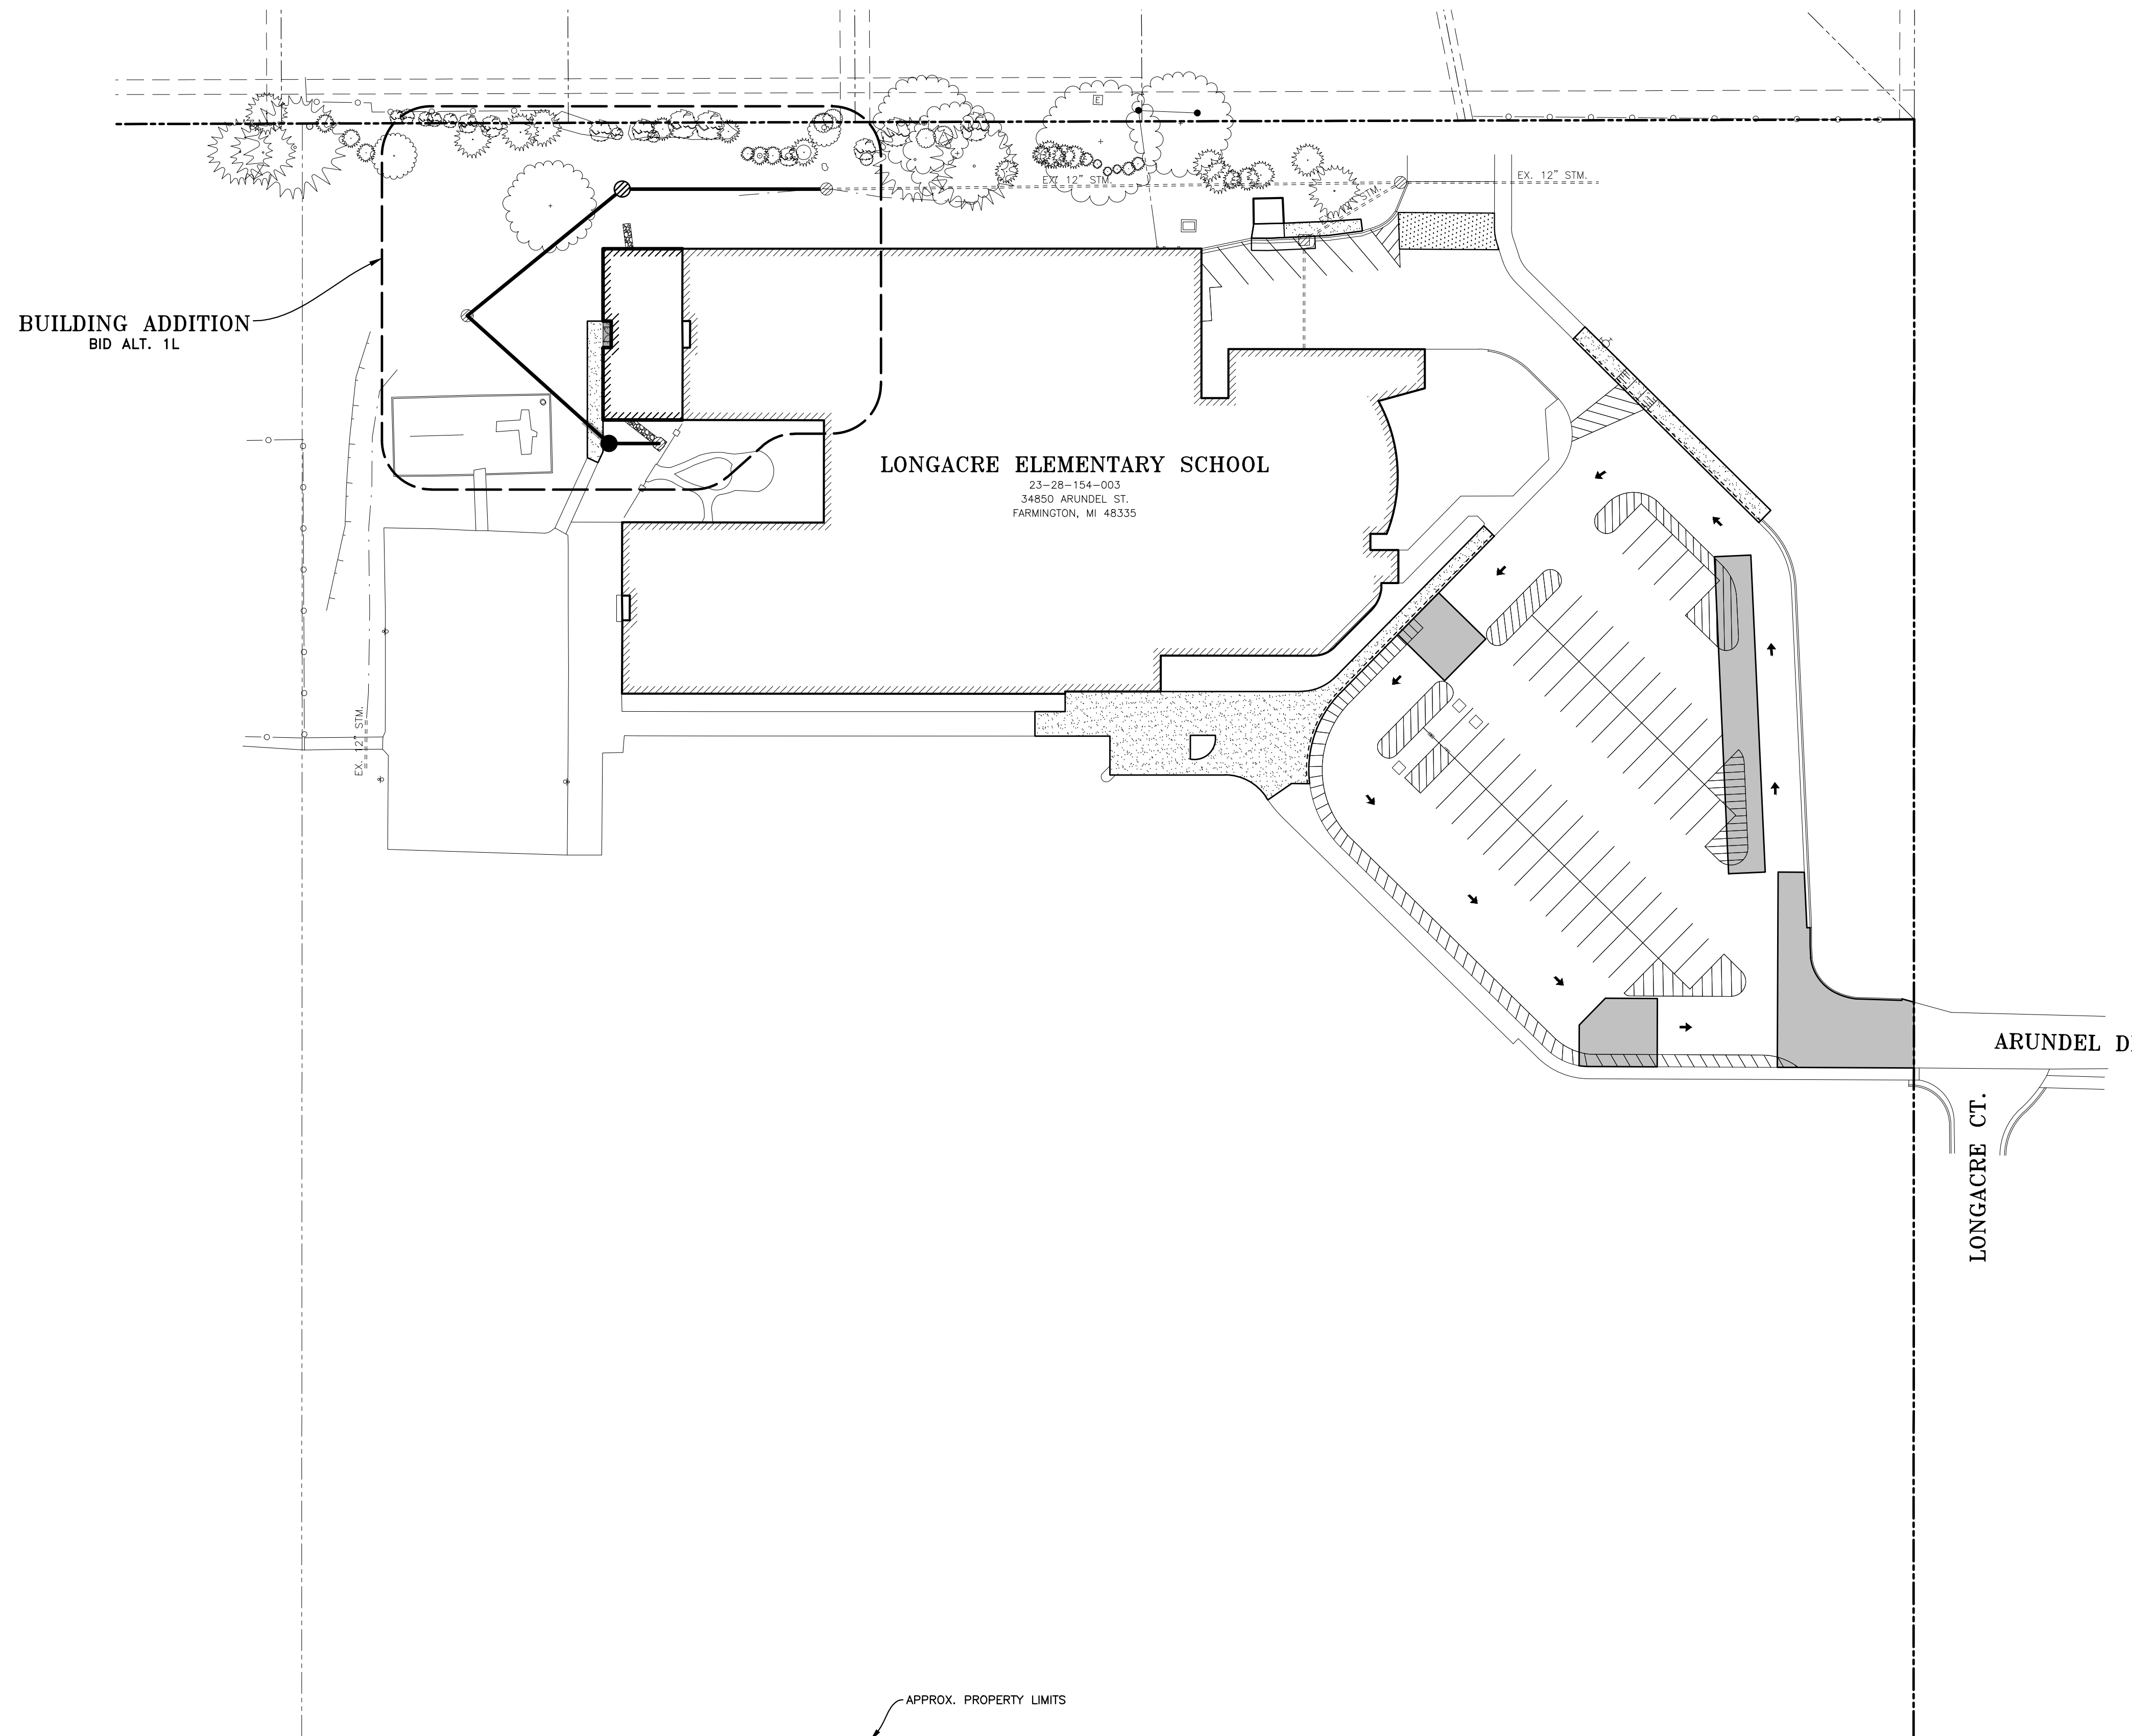 E
EX. 12" STM.
EX. 12" STM.
STM.
BUILDING ADDITION
BID ALT. 1L
LONGACRE ELEMENTARY SCHOOL
23-28-154-003
34850 ARUNDEL ST.
FARMINGTON, MI 48335
EX. 12" STM.
ARUNDEL
LONGACRE CT.
APPROX. PROPERTY LIMITS